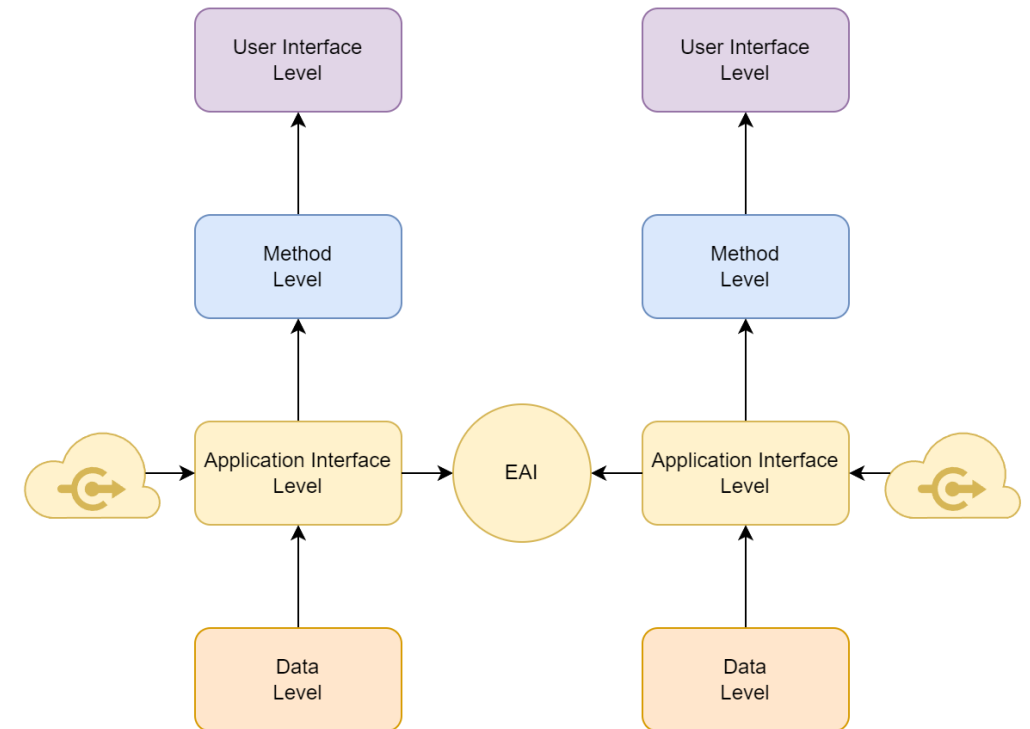 User Interface
Level
User Interface
Level
Method
Level
Method
Level
Application Interface
Level
EAI
Application Interface
Level
Data
Level
Data
Level